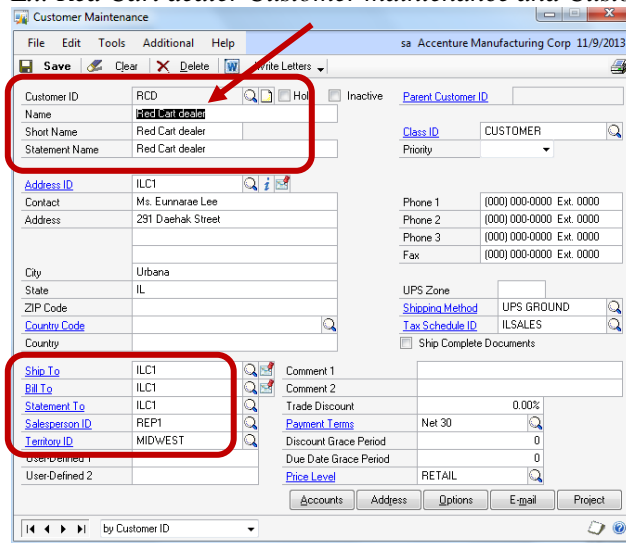 Customer Maintenance
File Edit Tools Additional Help sa Accenture Manufacturing Corp 11/9/2013
Save Clear Delete Write Letters
Customer ID RCD Hold Inactive Parent Customer ID
Name Red Cart dealer
Short Name Red Cart dealer Class ID CUSTOMER
Statement Name Red Cart dealer Priority
Address ID ILC1
Contact Ms. Eunnarae Lee Phone 1 (000) 000-0000 Ext. 0000
Address 291 Daehak Street Phone 2 (000) 000-0000 Ext. 0000
Phone 3 (000) 000-0000 Ext. 0000
Fax (000) 000-0000 Ext. 0000
City Urbana
State IL UPS Zone
ZIP Code Shipping Method UPS GROUND
Country Code Tax Schedule ID ILSALES
Country Ship Complete Documents
Ship To ILC1 Comment 1
Bill To ILC1 Comment 2
Statement To ILC1 Trade Discount 0.00%
Salesperson ID REP1 Payment Terms Net 30
Territory ID MIDWEST Discount Grace Period 0
User-Defined 1 Due Date Grace Period 0
User-Defined 2 Price Level RETAIL
Accounts Address Options E-mail Project
by Customer ID